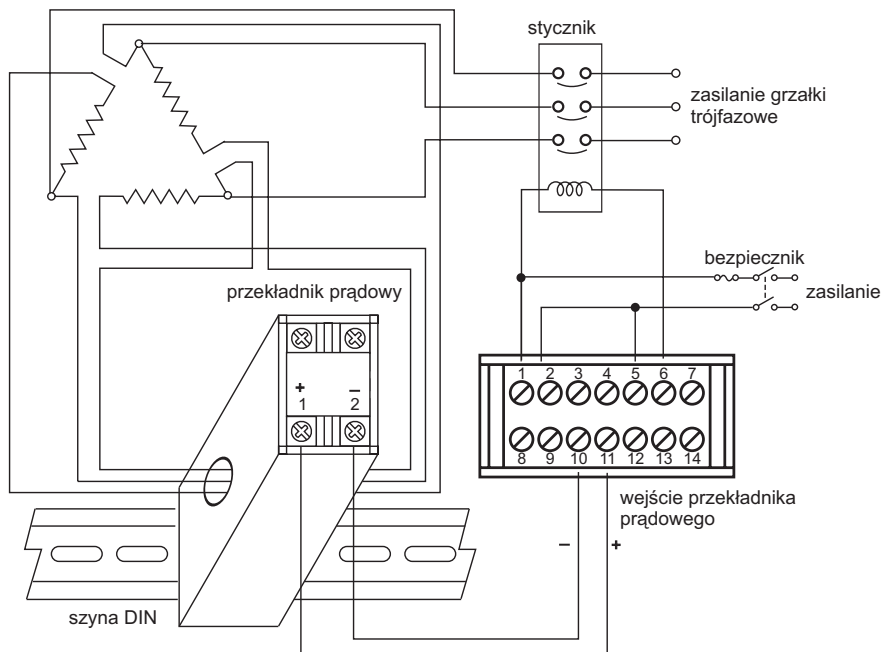 stycznik
zasilanie grzałki
trójfazowe
bezpiecznik
zasilanie
przekładnik prądowy
+ –
1 2
1 2 3 4 5 6 7
8 9 10 11 12 13 14
wejście przekładnika
prądowego
– +
szyna DIN